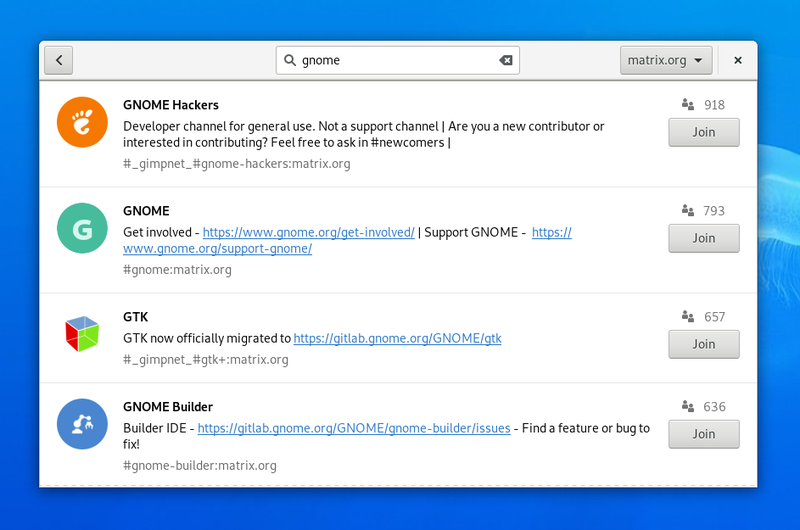 gnome
matrix.org
GNOME Hackers
918
Developer channel for general use. Not a support channel | Are you a new contributor or
interested in contributing? Feel free to ask in #newcomers |
Join
#_gimpnet_#gnome-hackers:matrix.org
G
GNOME
793
Get involved - https://www.gnome.org/get-involved/ | Support GNOME - https://
www.gnome.org/support-gnome/
Join
#gnome:matrix.org
GTK
657
GTK now officially migrated to https://gitlab.gnome.org/GNOME/gtk
Join
#_gimpnet_#gtk+:matrix.org
GNOME Builder
636
Builder IDE - https://gitlab.gnome.org/GNOME/gnome-builder/issues - Find a feature or bug to
fix!
Join
#gnome-builder:matrix.org